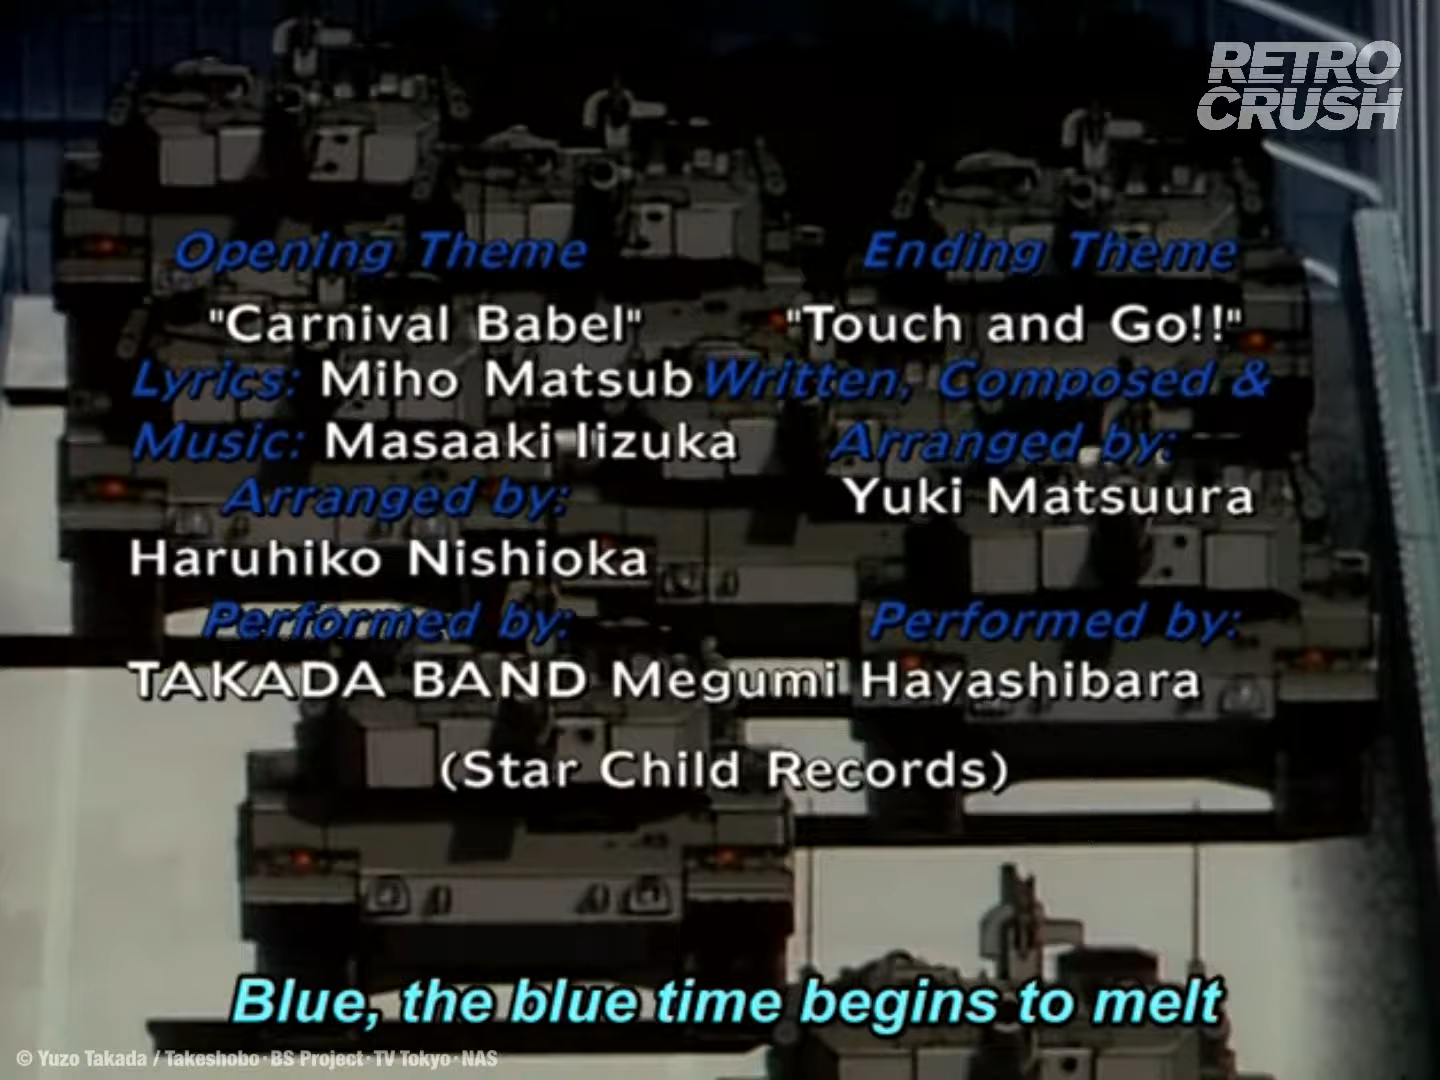 RETRO
CRUSH
Opening Theme
"Carnival Babel"
Lyrics: Miho Matsub
Music: Masaaki Iizuka
Arranged by:
Haruhiko Nishioka
Performed by:
TAKADA BAND
Ending Theme
"Touch and Go!!"
Written, Composed &
Arranged by:
Yuki Matsuura
Performed by:
Megumi Hayashibara
(Star Child Records)
Blue, the blue time begins to melt
© Yuzo Takada / Takeshobo・BS Project・TV Tokyo・NAS